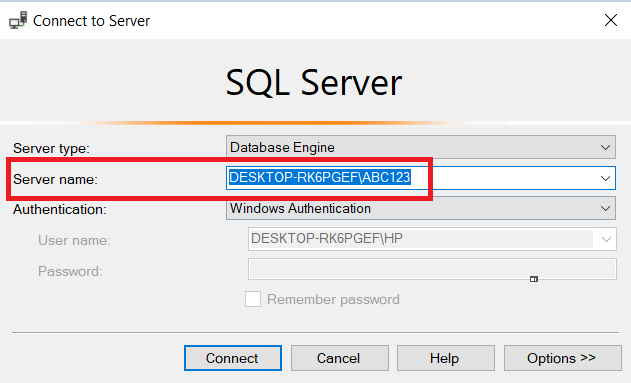 Connect to Server
SQL Server
Server type: Database Engine
Server name: DESKTOP-RK6PGEF\ABC123
Authentication: Windows Authentication
User name: DESKTOP-RK6PGEF\HP
Password:
Remember password
Connect Cancel Help Options >>